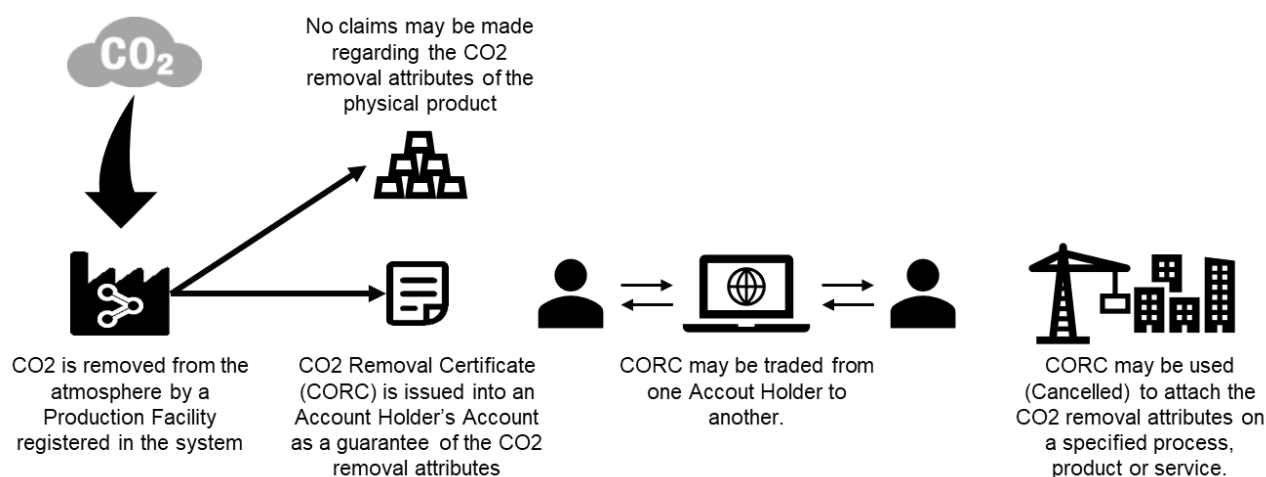 CO2
No claims may be made
regarding the CO2
removal attributes of the
physical product
CO2 is removed from the
atmosphere by a
Production Facility
registered in the system
CO2 Removal Certificate
(CORC) is issued into an
Account Holder's Account
as a guarantee of the CO2
removal attributes
CORC may be traded from
one Accout Holder to
another.
CORC may be used
(Cancelled) to attach the
CO2 removal attributes on
a specified process,
product or service.